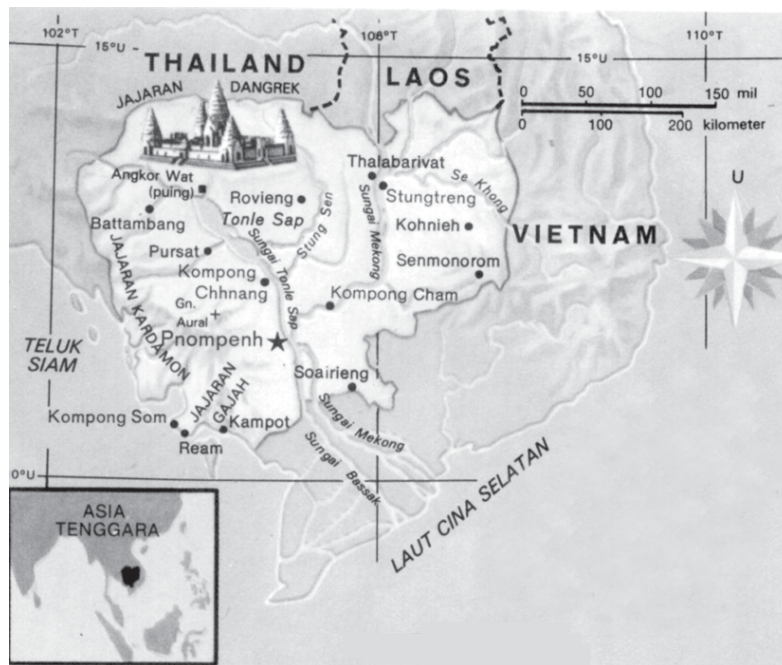 102°T
15°U
106°T
110°T
15°U
THAILAND
LAOS
JAJARAN DANGREK
0 50 100 150 mil
0 100 200 kilometer
Angkor Wat
(puing)
Thalabarivat
Stungtreng
Se Khong
U
Battambang
Rovieng
Tonle Sap
Stung Sen
Sungai Mekong
Kohnieh
VIETNAM
Pursat
Sungai Tonle Sap
Senmonorom
Kompong
Chhnang
JAJARAN KARDAMON
Gn.
Aural
Kompong Cham
TELUK
SIAM
Pnompenh
Soairieng
JAJARAN
GAJAH
Kompong Som
Kampot
Ream
Sungai Mekong
Sungai Bassak
0°U
LAUT CINA SELATAN
ASIA
TENGGARA